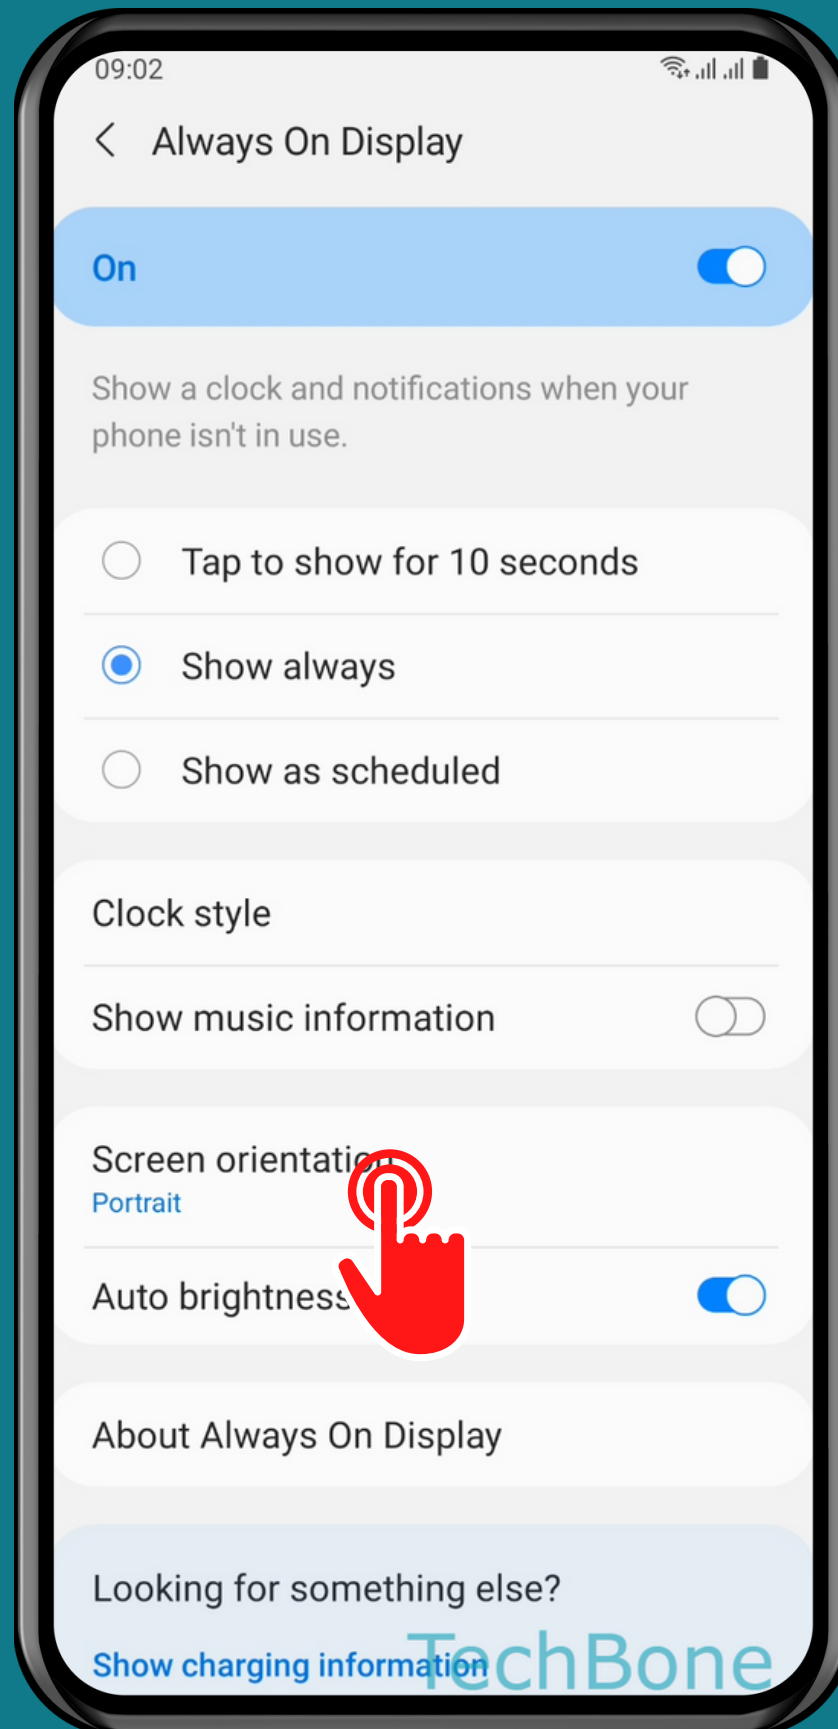 09:02
Always On Display
On
Show a clock and notifications when your
phone isn't in use.
Tap to show for 10 seconds
Show always
Show as scheduled
Clock style
Show music information
Screen orientation
Portrait
Auto brightness
About Always On Display
Looking for something else?
Show charging information
TechBone